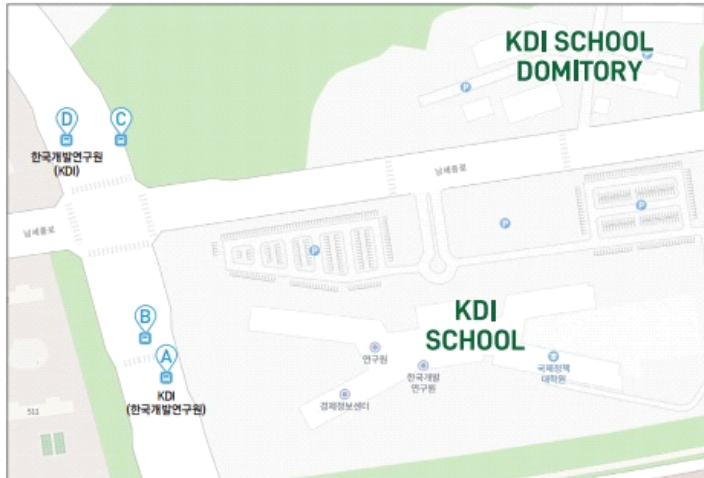 KDI SCHOOL
DOMITORY
P
P
D
C
한국개발연구원
(KDI)
남세종로
남세종로
P
P
P
B
A
KDI
(한국개발연구원)
KDI
SCHOOL
연구원
한국개발
연구원
국제정책
대학원
경제정보센터
511